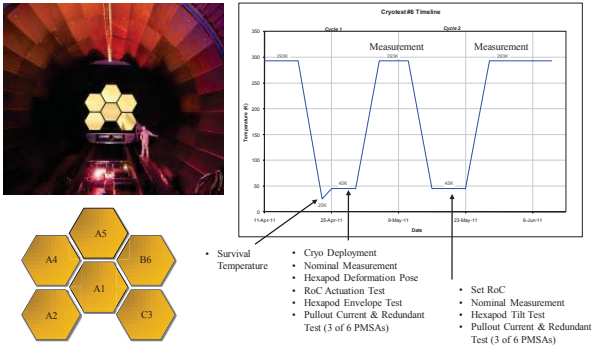 Cryotest#6 Timeline
Cycle 1
Cycle 2
Measurement
Measurement
293K
293K
293K
350
300
250
200
150
100
50
0
Temperature (K)
45K
45K
25K
11-Apr-11
25-Apr-11
9-May-11
23-May-11
6-Jun-11
Date
A5
A4
B6
A1
A2
C3
• Survival
Temperature
• Cryo Deployment
• Nominal Measurement
• Hexapod Deformation Pose
• RoC Actuation Test
• Hexapod Envelope Test
• Pullout Current & Redundant
Test (3 of 6 PMSAs)
• Set RoC
• Nominal Measurement
• Hexapod Tilt Test
• Pullout Current & Redundant
Test (3 of 6 PMSAs)